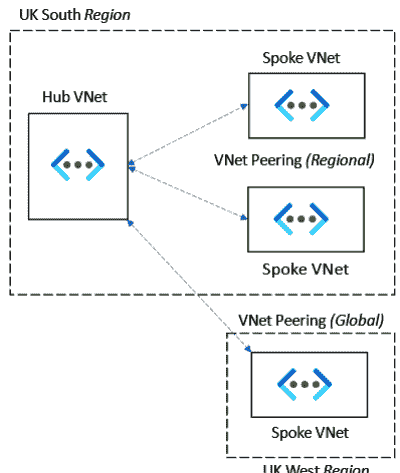 UK South Region
Spoke VNet
Hub VNet
VNet Peering (Regional)
Spoke VNet
VNet Peering (Global)
Spoke VNet
UK West Region